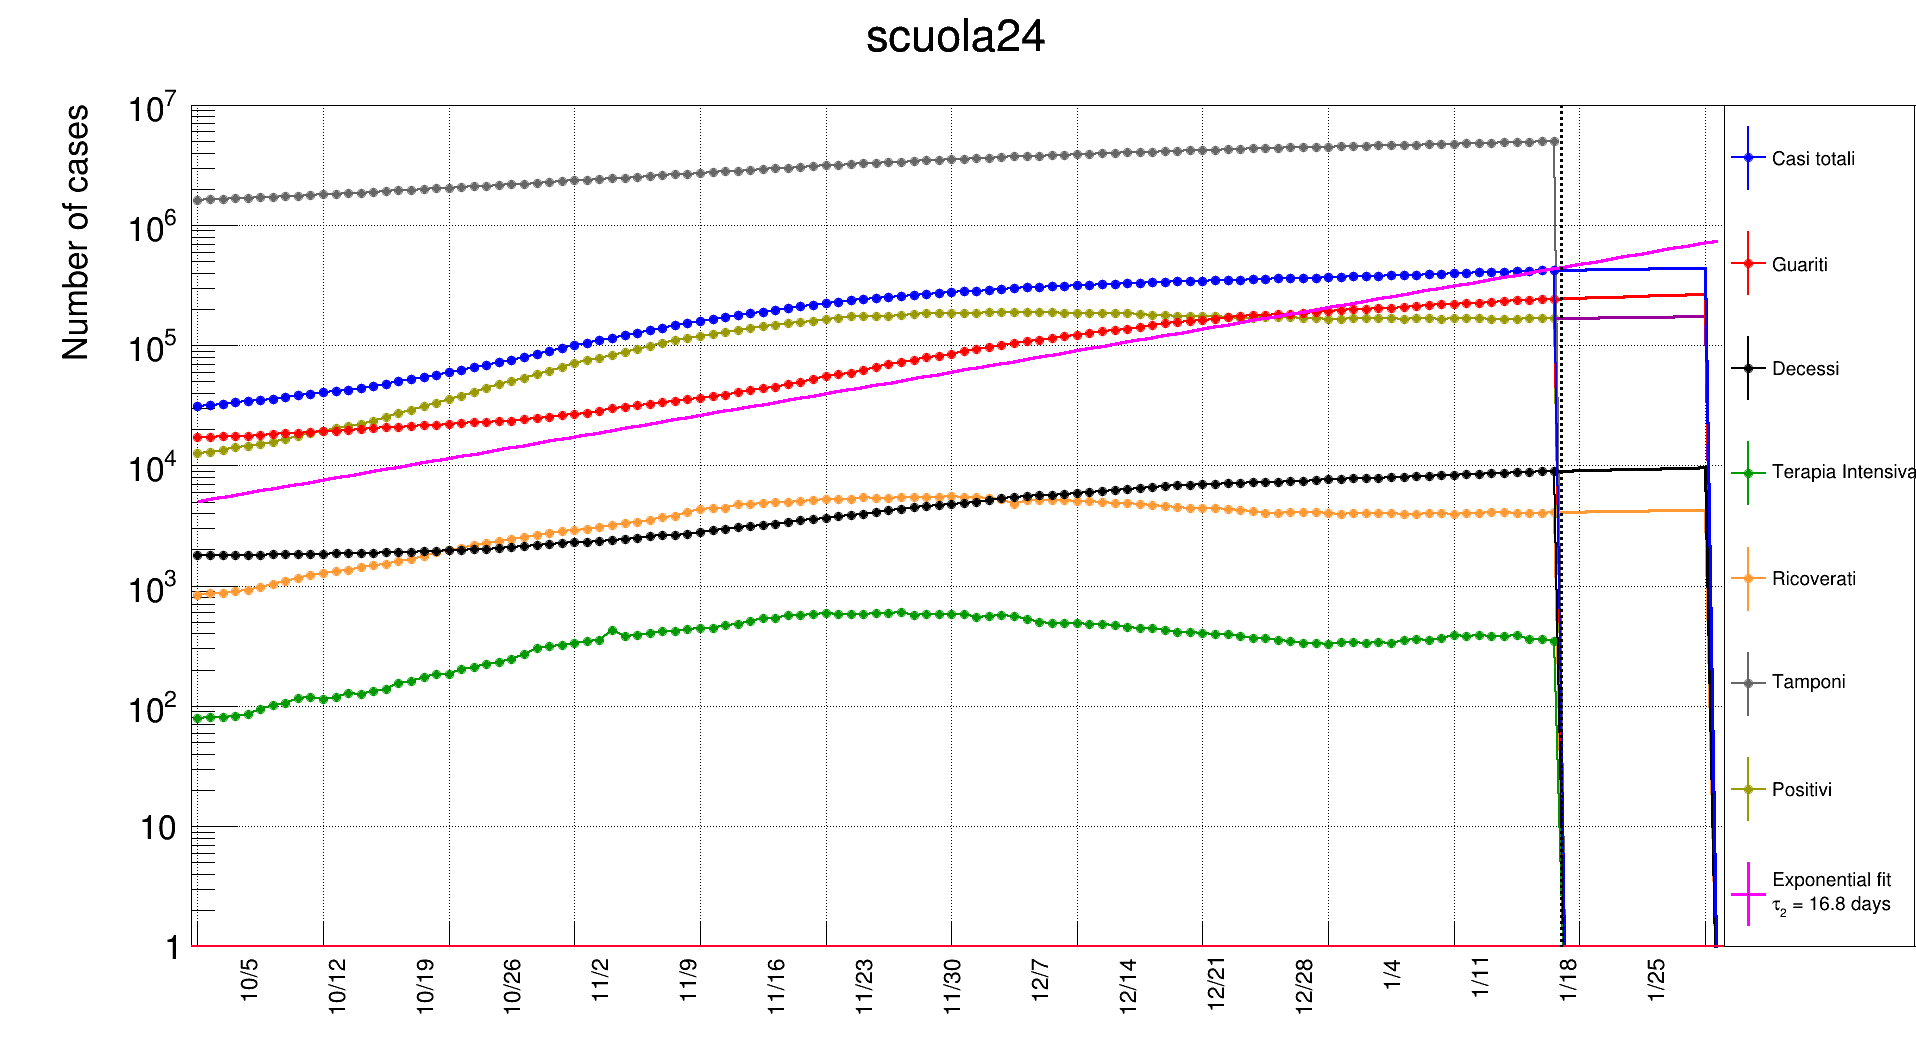 scuola24
Number of cases
10^7
10^6
10^5
10^4
10^3
10^2
10
1
10/5
10/12
10/19
10/26
11/2
11/9
11/16
11/23
11/30
12/7
12/14
12/21
12/28
1/4
1/11
1/18
1/25
Casi totali
Guariti
Decessi
Terapia Intensiva
Ricoverati
Tamponi
Positivi
Exponential fit
τ₂ = 16.8 days